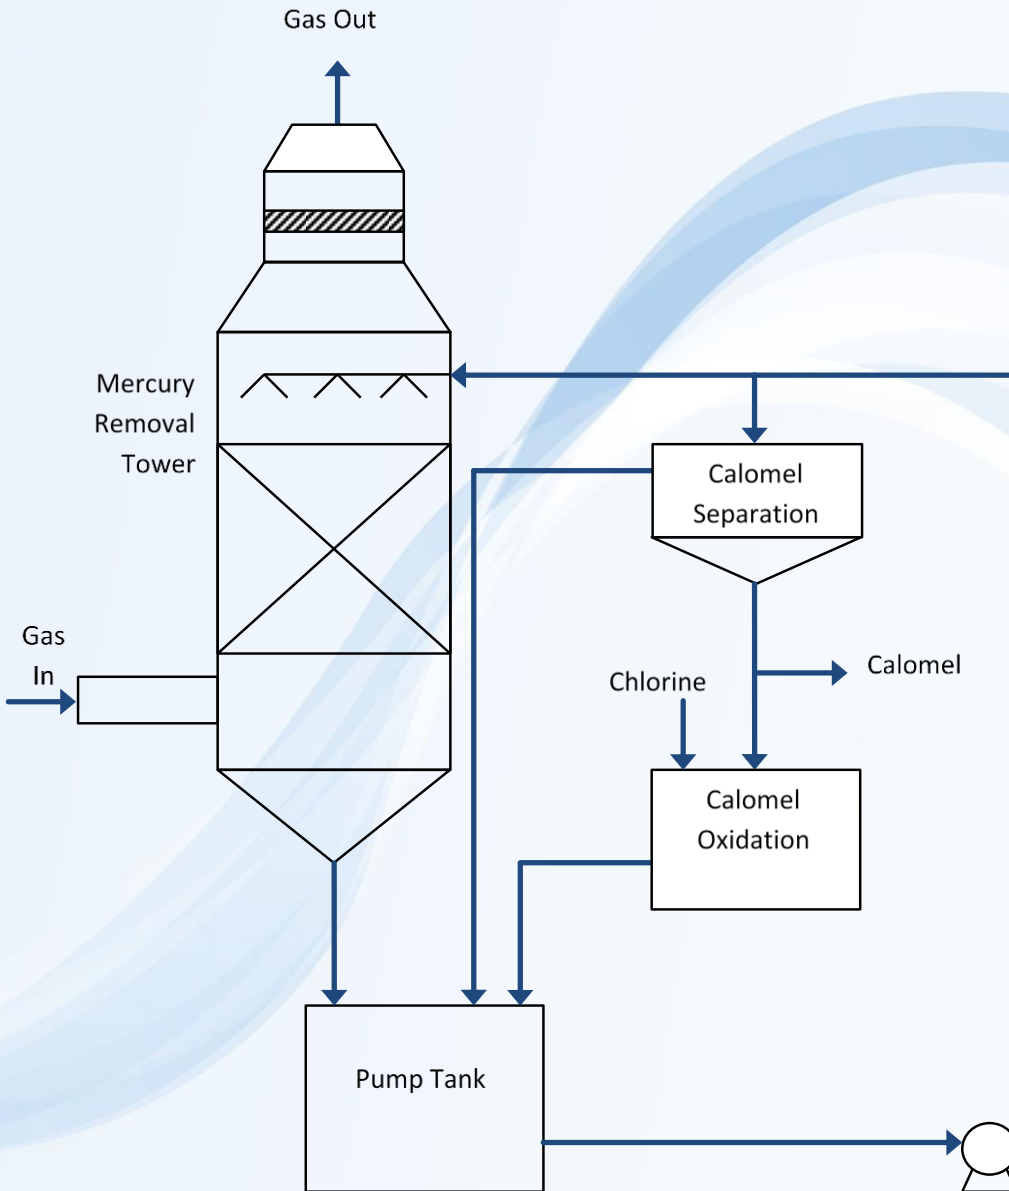 Gas Out
Mercury
Removal
Tower
Calomel
Separation
Gas
In
Chlorine
Calomel
Calomel
Oxidation
Pump Tank